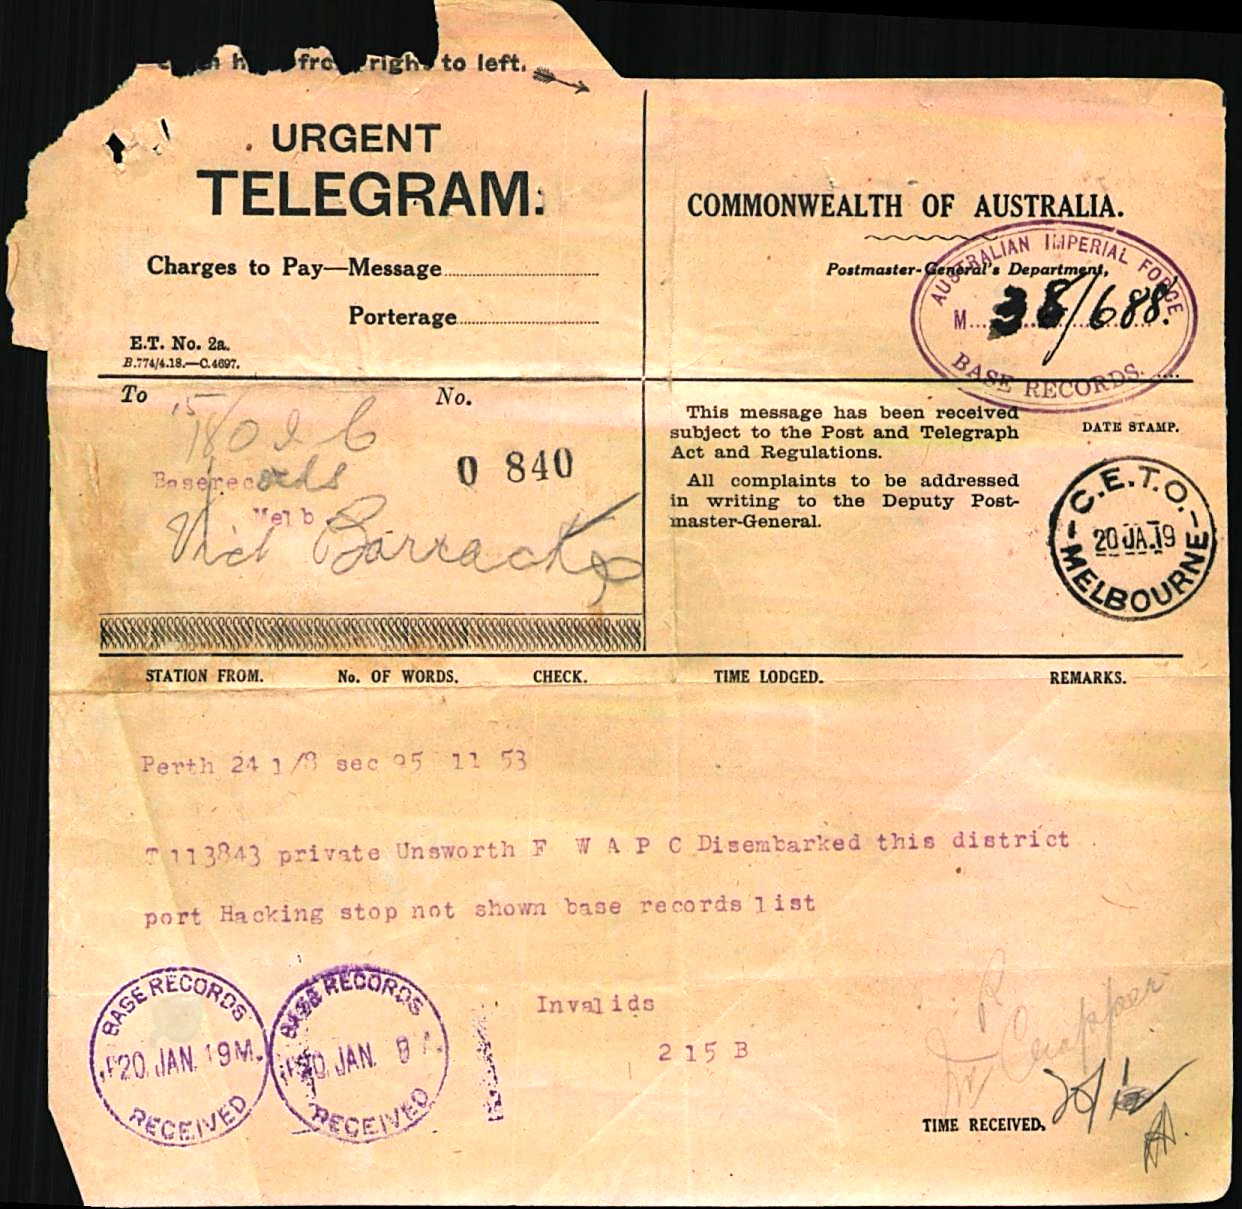 right to left.
URGENT
TELEGRAM.
Charges to Pay—Message
Porterage
E.T. No. 2a.
B.774/4.18.—C.4697.
COMMONWEALTH OF AUSTRALIA.
Postmaster-General's Department,
AUSTRALIAN IMPERIAL FORCE
M 38/688.
BASE RECORDS.
To
No.
Baserecords
Melb
Vict Barracks
0 840
This message has been received
subject to the Post and Telegraph
Act and Regulations.
All complaints to be addressed
in writing to the Deputy Post-
master-General.
DATE STAMP.
C.E.T.O.
20 JA.19
MELBOURNE
STATION FROM.
No. OF WORDS.
CHECK.
TIME LODGED.
REMARKS.
Perth 24 1/8 sec 95 11 53
113843 private Unsworth F W A P C Disembarked this district
port Hacking stop not shown base records list
Invalids
215 B
BASE RECORDS
20. JAN. 19
RECEIVED
BASE RECORDS
20 JAN.
RECEIVED
TIME RECEIVED,